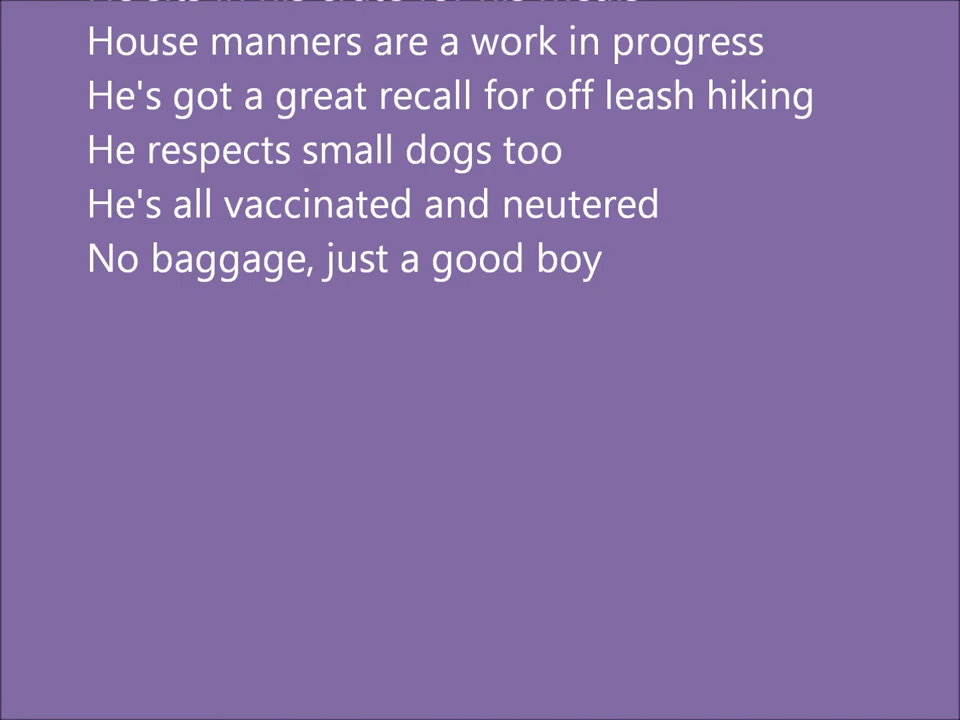 House manners are a work in progress
He's got a great recall for off leash hiking
He respects small dogs too
He's all vaccinated and neutered
No baggage, just a good boy